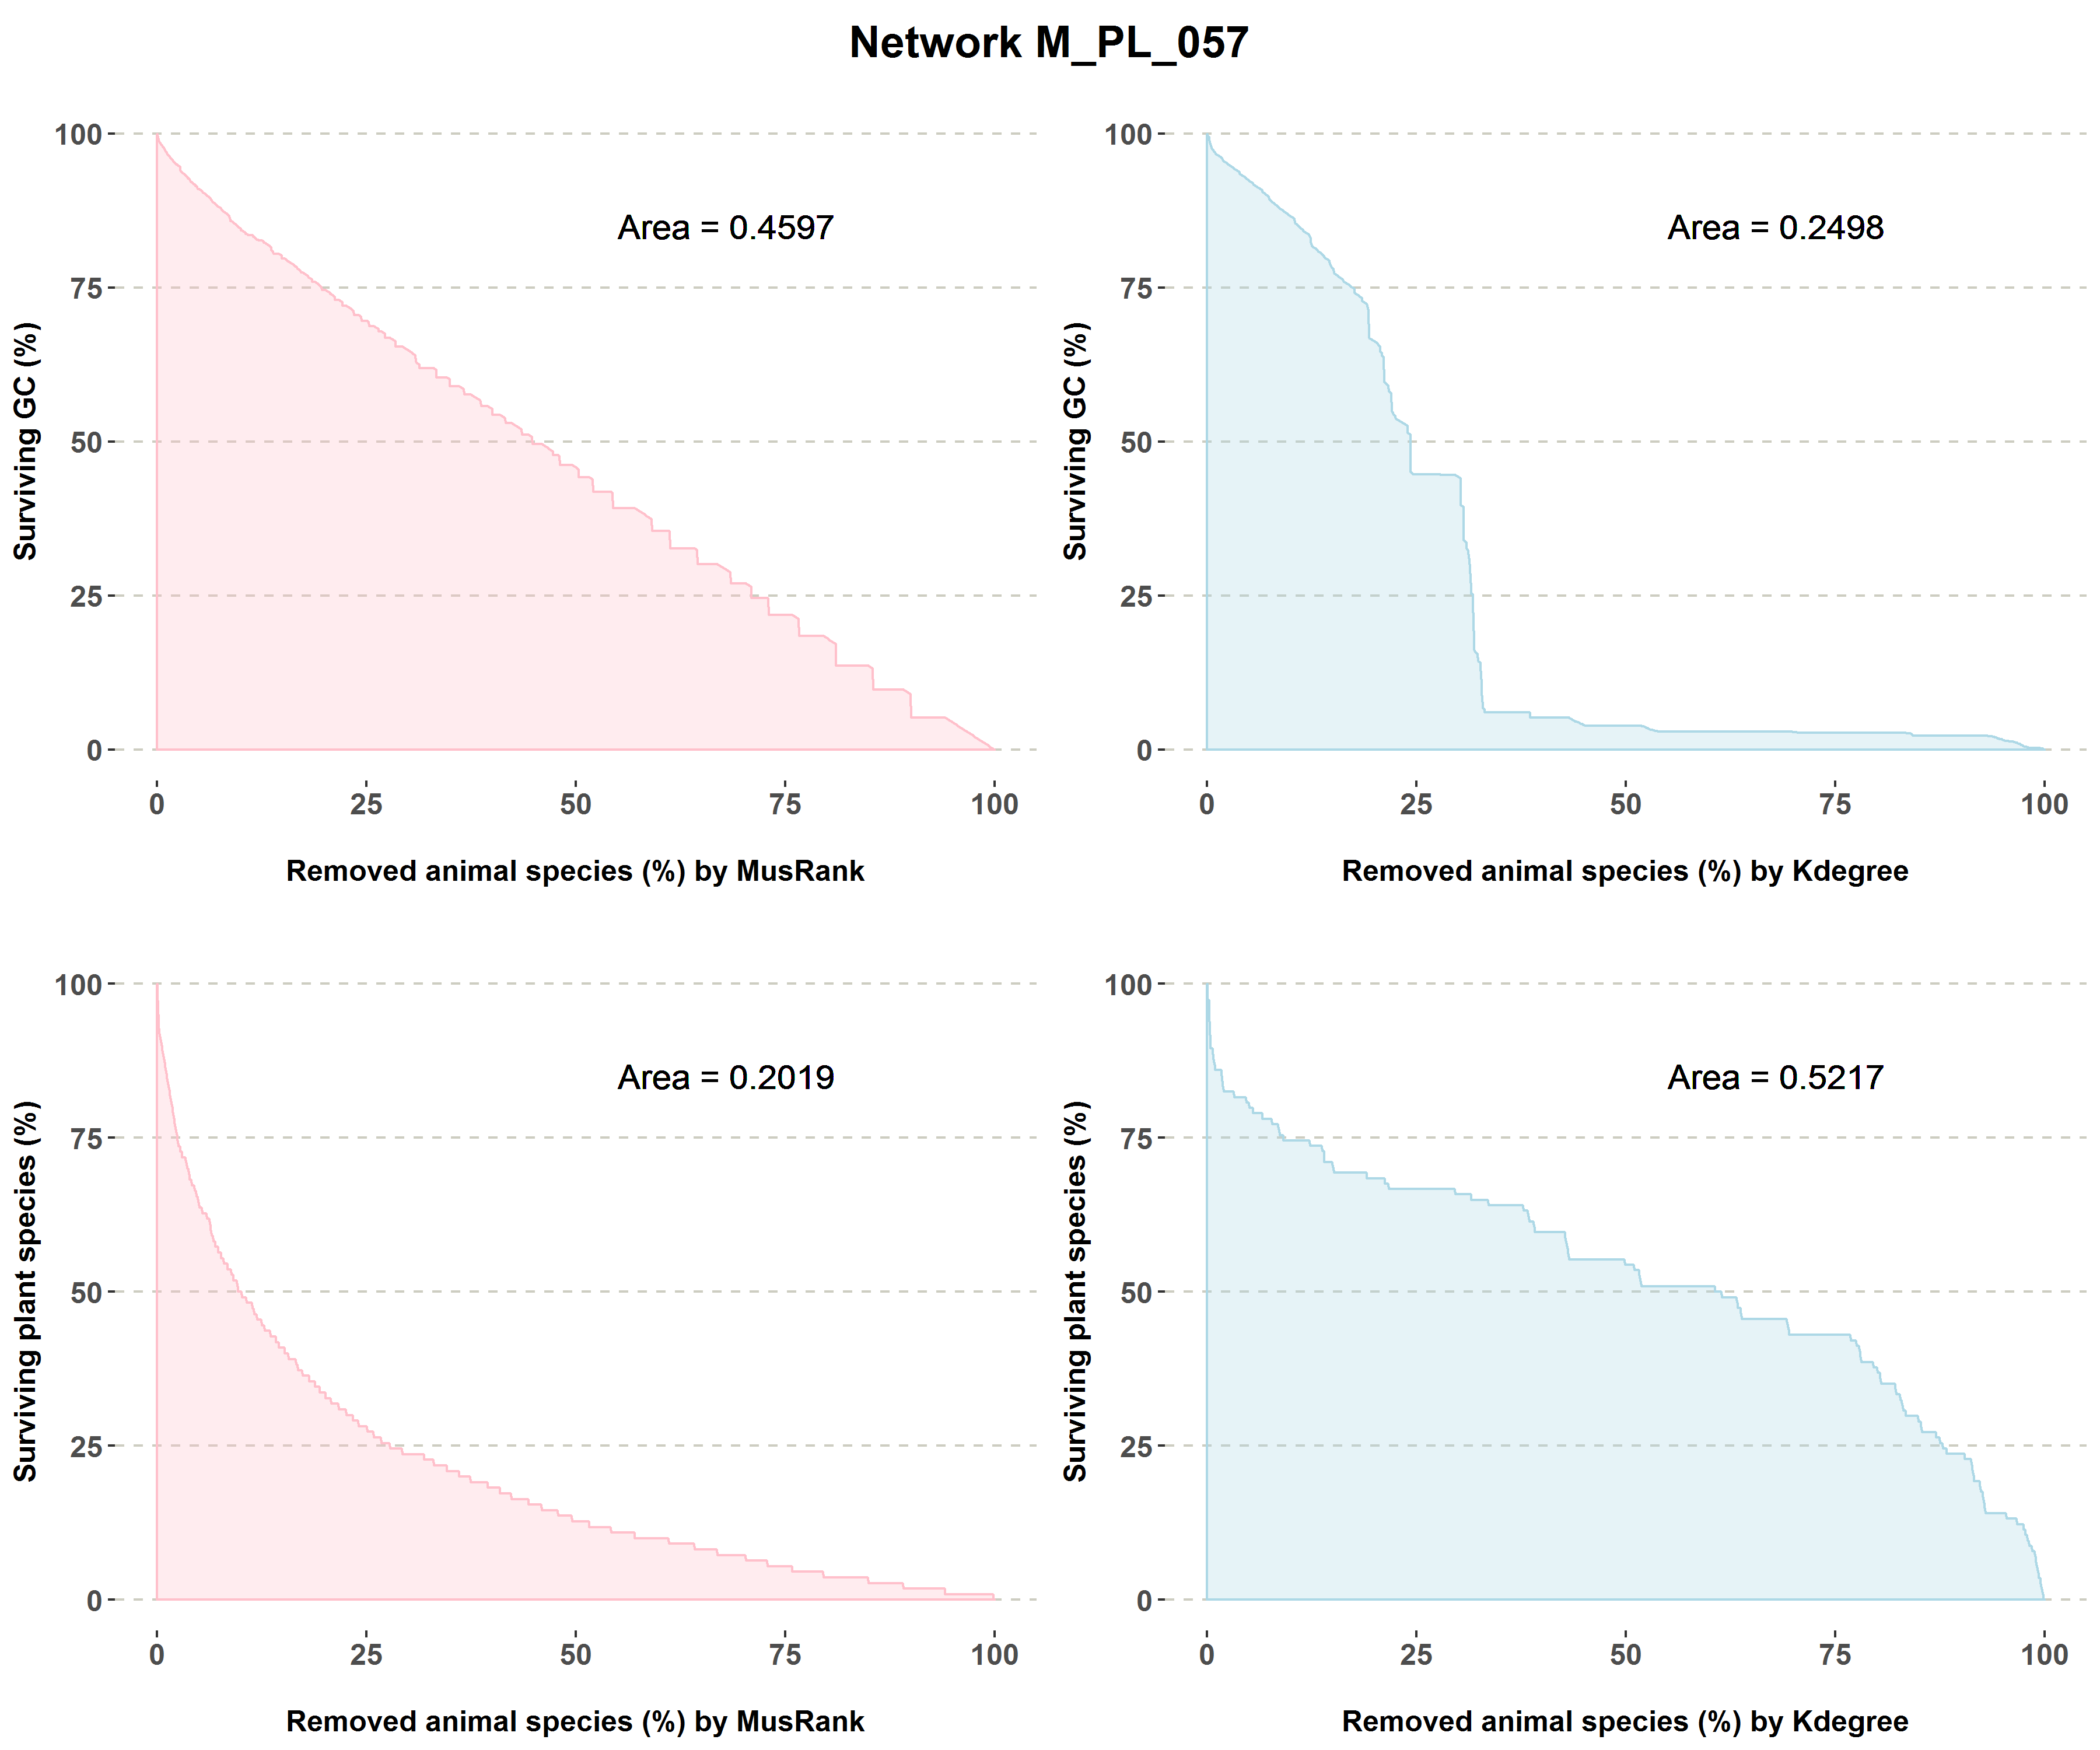 Network M_PL_057
100
75
50
25
0
Surviving GC (%)
Area = 0.4597
0 25 50 75 100
Removed animal species (%) by MusRank
100
75
50
25
0
Surviving GC (%)
Area = 0.2498
0 25 50 75 100
Removed animal species (%) by Kdegree
100
75
50
25
0
Surviving plant species (%)
Area = 0.2019
0 25 50 75 100
Removed animal species (%) by MusRank
100
75
50
25
0
Surviving plant species (%)
Area = 0.5217
0 25 50 75 100
Removed animal species (%) by Kdegree